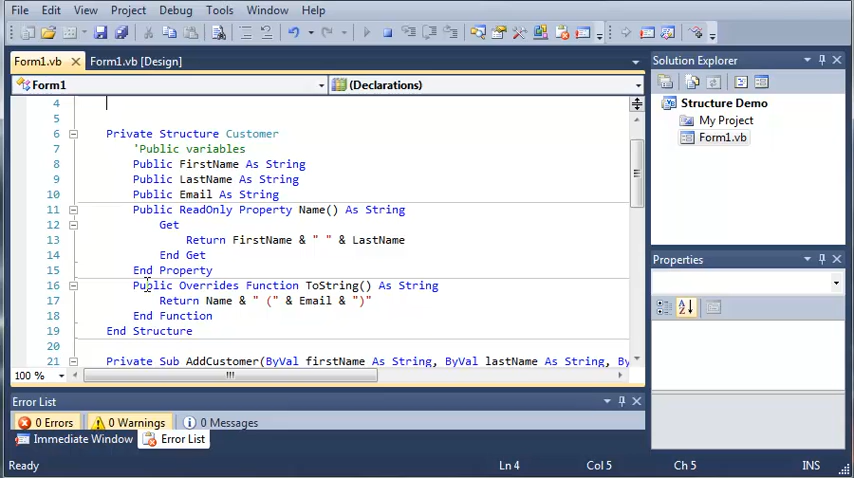 File Edit View Project Debug Tools Window Help
Form1.vb Form1.vb [Design]
Form1 (Declarations)
4
5
6 Private Structure Customer
7 'Public variables
8 Public FirstName As String
9 Public LastName As String
10 Public Email As String
11 Public ReadOnly Property Name() As String
12 Get
13 Return FirstName & " " & LastName
14 End Get
15 End Property
16 Public Overrides Function ToString() As String
17 Return Name & " (" & Email & ")"
18 End Function
19 End Structure
20
21 Private Sub AddCustomer(ByVal firstName As String, ByVal lastName As String, By
100 %
Error List
0 Errors 0 Warnings 0 Messages
Immediate Window Error List
Ready Ln 4 Col 5 Ch 5 INS
Solution Explorer
Structure Demo
My Project
Form1.vb
Properties